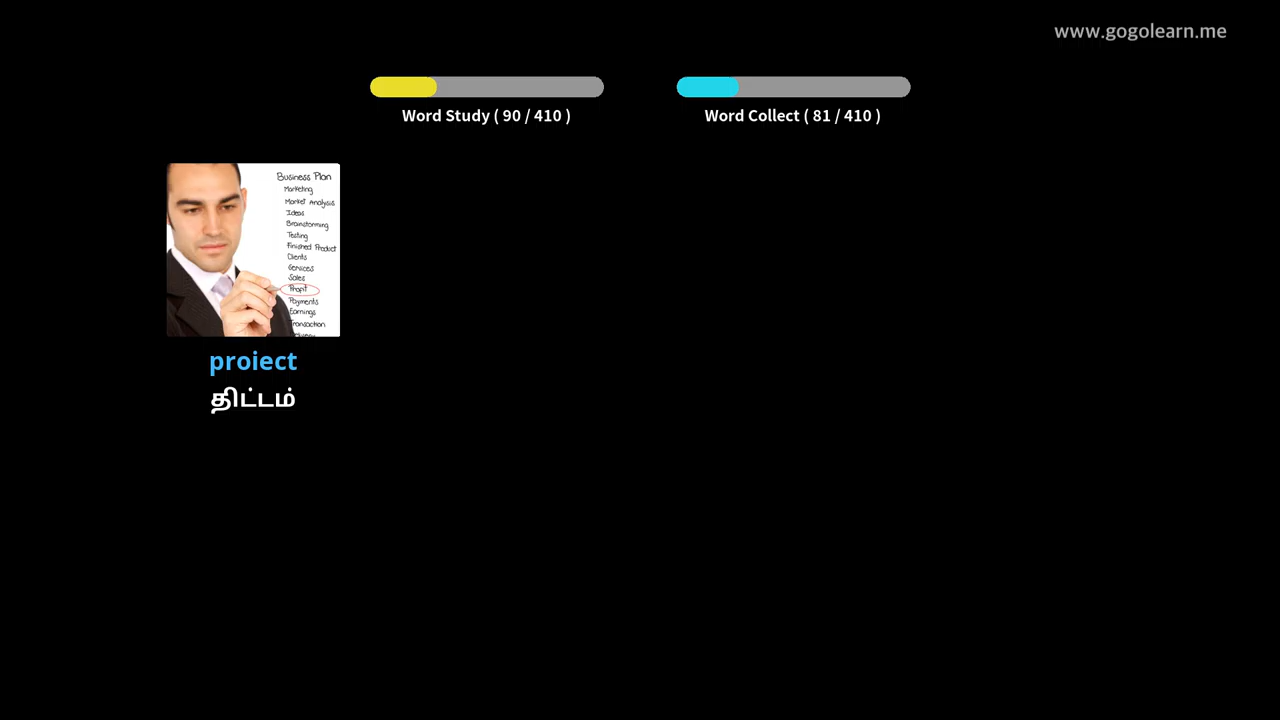 www.gogolearn.me
Word Study ( 90 / 410 )
Word Collect ( 81 / 410 )
Business Plan
Marketing
Market Analysis
Ideas
Brainstorming
Testing
Finished Product
Clients
Services
Sales
Profit
Payments
Earnings
Transaction
project
திட்டம்